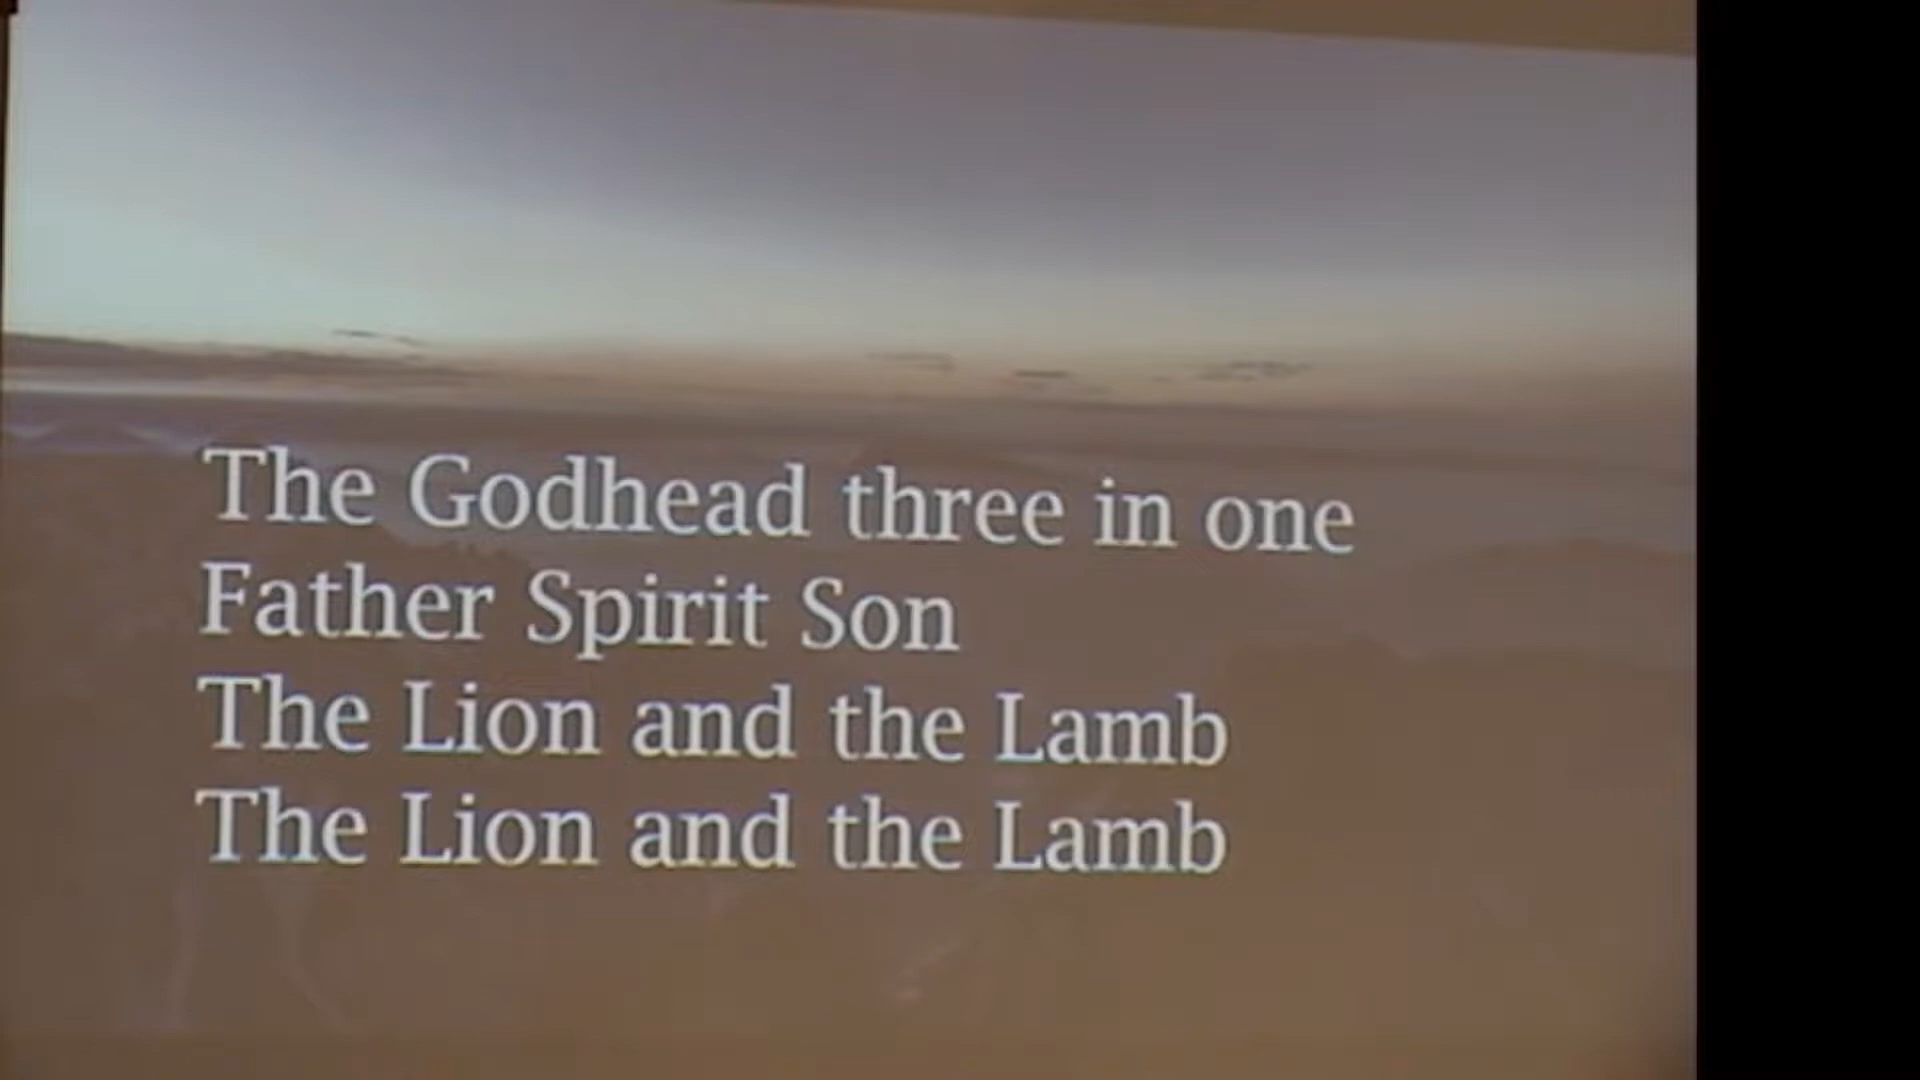 The Godhead three in one
Father Spirit Son
The Lion and the Lamb
The Lion and the Lamb